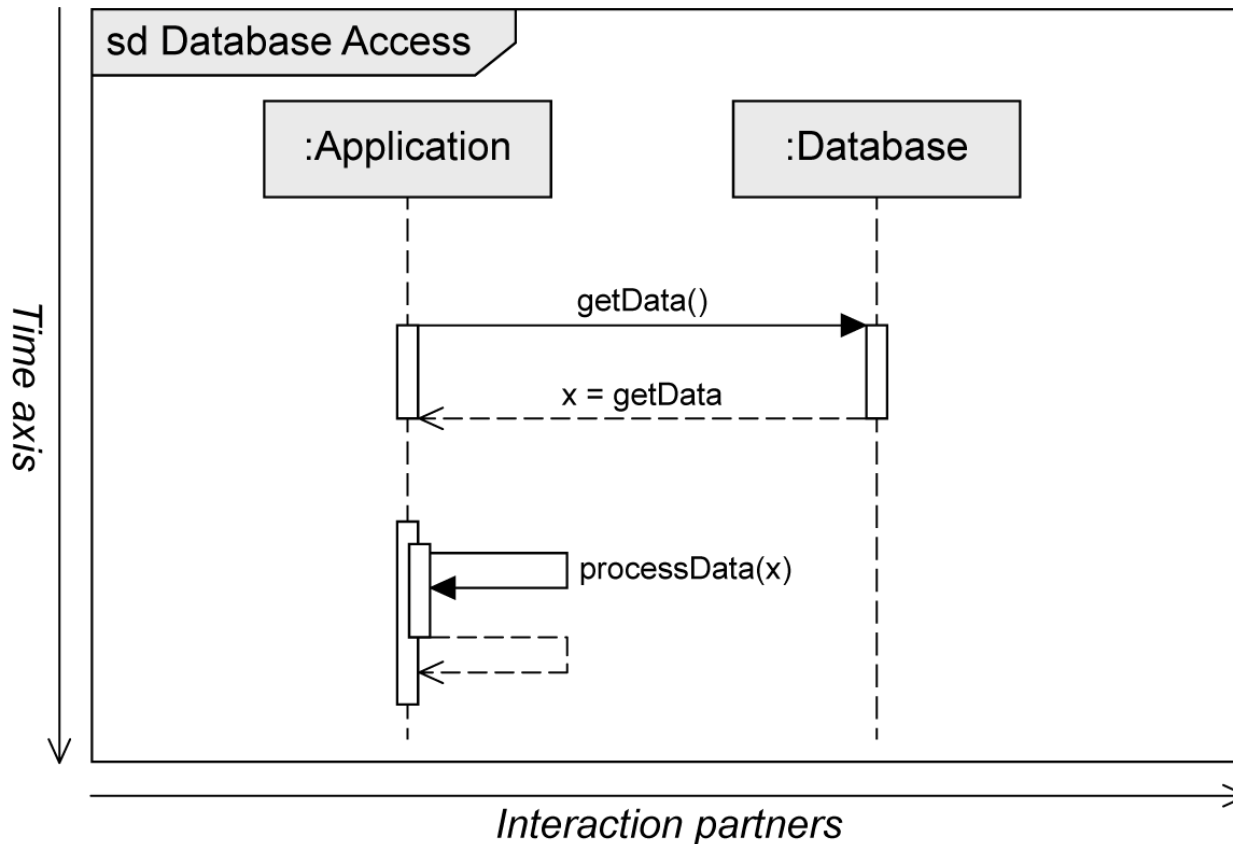 sd Database Access
:Application
:Database
getData()
x = getData
Time axis
processData(x)
Interaction partners